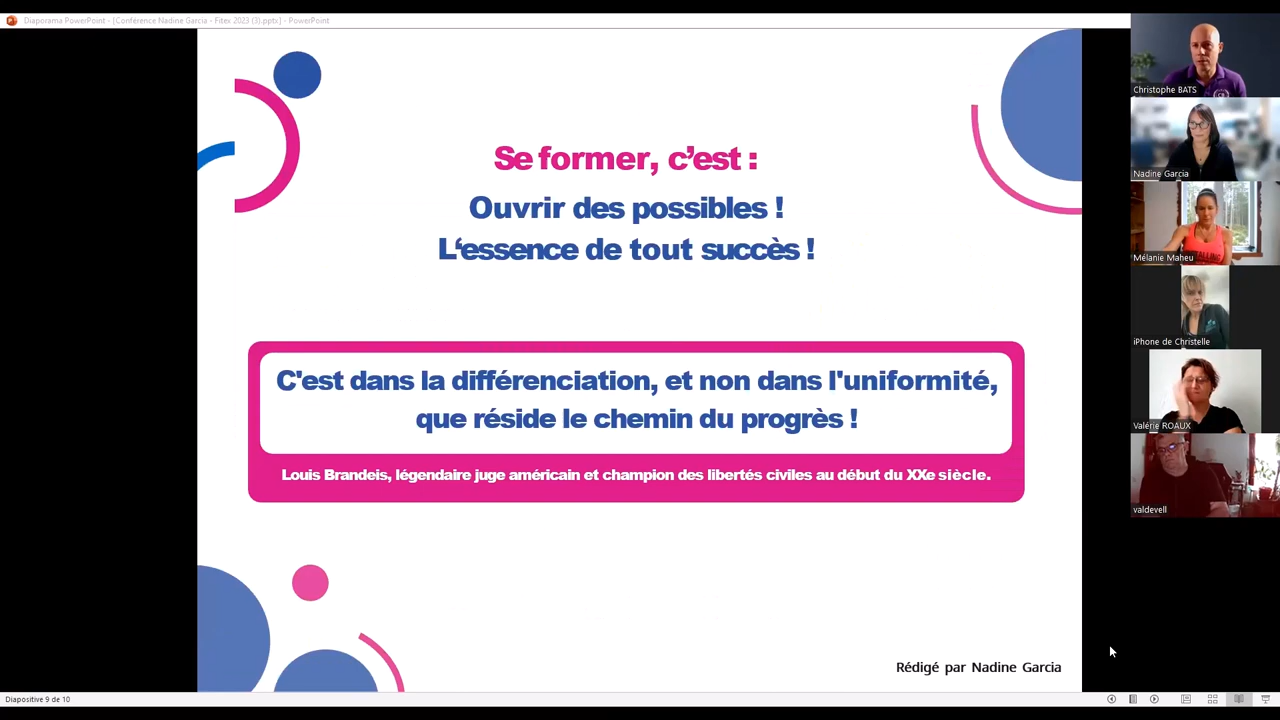 Diaporama PowerPoint - [Conférence Nadine Garcia - Fitex 2023 (3).pptx] - PowerPoint
Se former, c’est :
Ouvrir des possibles !
L‘essence de tout succès !
C'est dans la différenciation, et non dans l'uniformité,
que réside le chemin du progrès !
Louis Brandeis, légendaire juge américain et champion des libertés civiles au début du XXe siècle.
Rédigé par Nadine Garcia
Diapositive 9 de 10
Christophe BATS
Nadine Garcia
Mélanie Maheu
iPhone de Christelle
Valérie ROAUX
valdevell